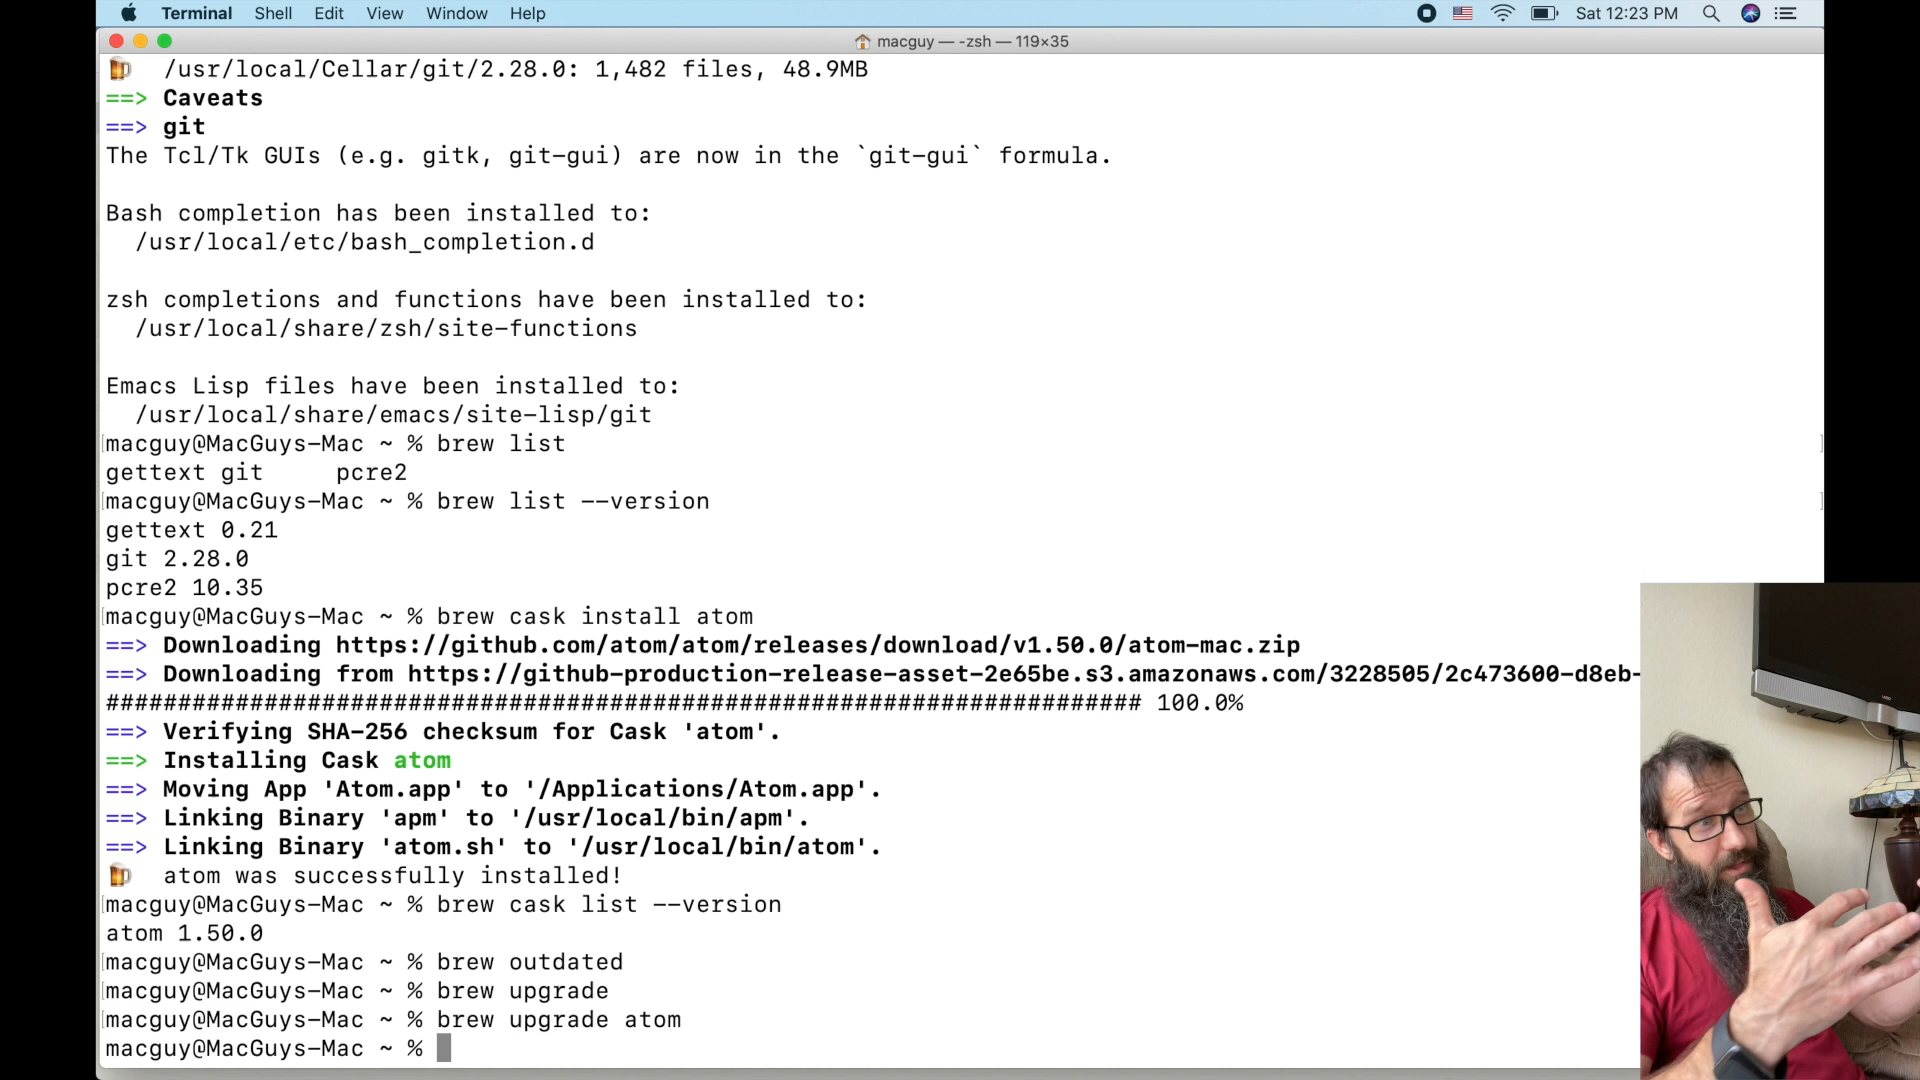 Terminal Shell Edit View Window Help Sat 12:23 PM
macguy — -zsh — 119×35
/usr/local/Cellar/git/2.28.0: 1,482 files, 48.9MB
==> Caveats
==> git
The Tcl/Tk GUIs (e.g. gitk, git-gui) are now in the `git-gui` formula.
Bash completion has been installed to:
/usr/local/etc/bash_completion.d
zsh completions and functions have been installed to:
/usr/local/share/zsh/site-functions
Emacs Lisp files have been installed to:
/usr/local/share/emacs/site-lisp/git
macguy@MacGuys-Mac ~ % brew list
gettext git pcre2
macguy@MacGuys-Mac ~ % brew list --version
gettext 0.21
git 2.28.0
pcre2 10.35
macguy@MacGuys-Mac ~ % brew cask install atom
==> Downloading https://github.com/atom/atom/releases/download/v1.50.0/atom-mac.zip
==> Downloading from https://github-production-release-asset-2e65be.s3.amazonaws.com/3228505/2c473600-d8eb-
######################################################################## 100.0%
==> Verifying SHA-256 checksum for Cask 'atom'.
==> Installing Cask atom
==> Moving App 'Atom.app' to '/Applications/Atom.app'.
==> Linking Binary 'apm' to '/usr/local/bin/apm'.
==> Linking Binary 'atom.sh' to '/usr/local/bin/atom'.
atom was successfully installed!
macguy@MacGuys-Mac ~ % brew cask list --version
atom 1.50.0
macguy@MacGuys-Mac ~ % brew outdated
macguy@MacGuys-Mac ~ % brew upgrade
macguy@MacGuys-Mac ~ % brew upgrade atom
macguy@MacGuys-Mac ~ %